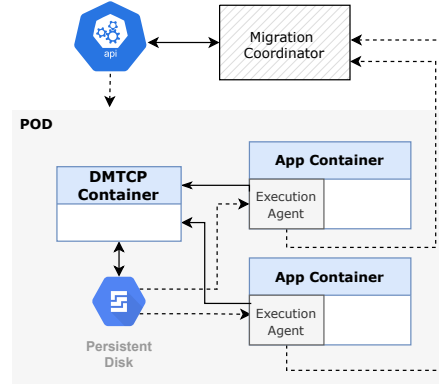 api
Migration
Coordinator
POD
App Container
DMTCP
Container
Execution
Agent
App Container
Execution
Agent
Persistent
Disk